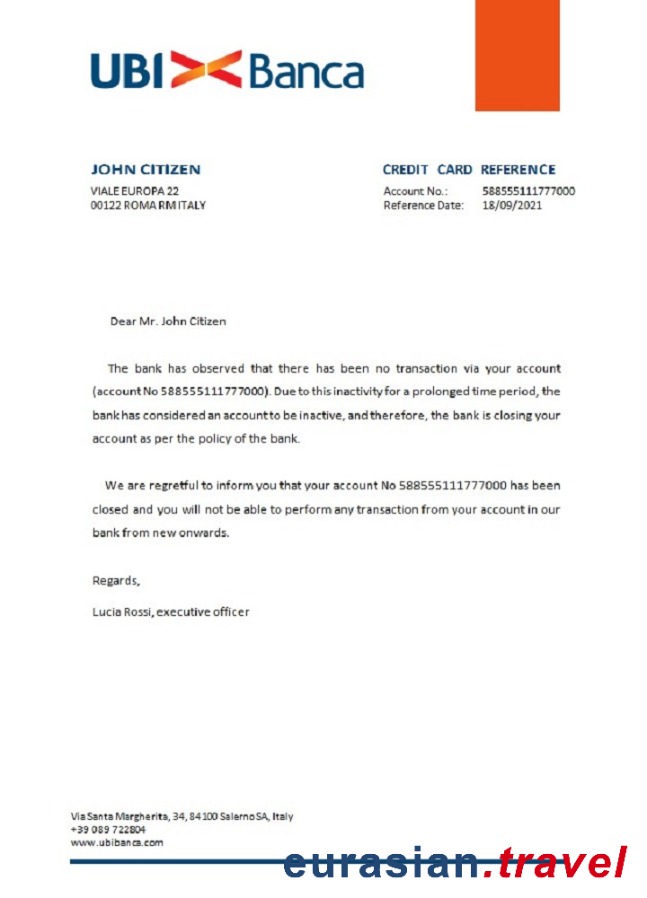 UBI Banca
JOHN CITIZEN
VIALE EUROPA 22
00122 ROMA RM ITALY
CREDIT CARD REFERENCE
Account No.: 588555111777000
Reference Date: 18/09/2021
Dear Mr. John Citizen
The bank has observed that there has been no transaction via your account
(account No 588555111777000). Due to this inactivity for a prolonged time period, the
bank has considered an account to be inactive, and therefore, the bank is closing your
account as per the policy of the bank.
We are regretful to inform you that your account No 588555111777000 has been
closed and you will not be able to perform any transaction from your account in our
bank from new onwards.
Regards,
Lucia Rossi, executive officer
Via Santa Margherita, 34, 84100 Salerno SA, Italy
+39 089 722804
www.ubibanca.com
eurasian.travel